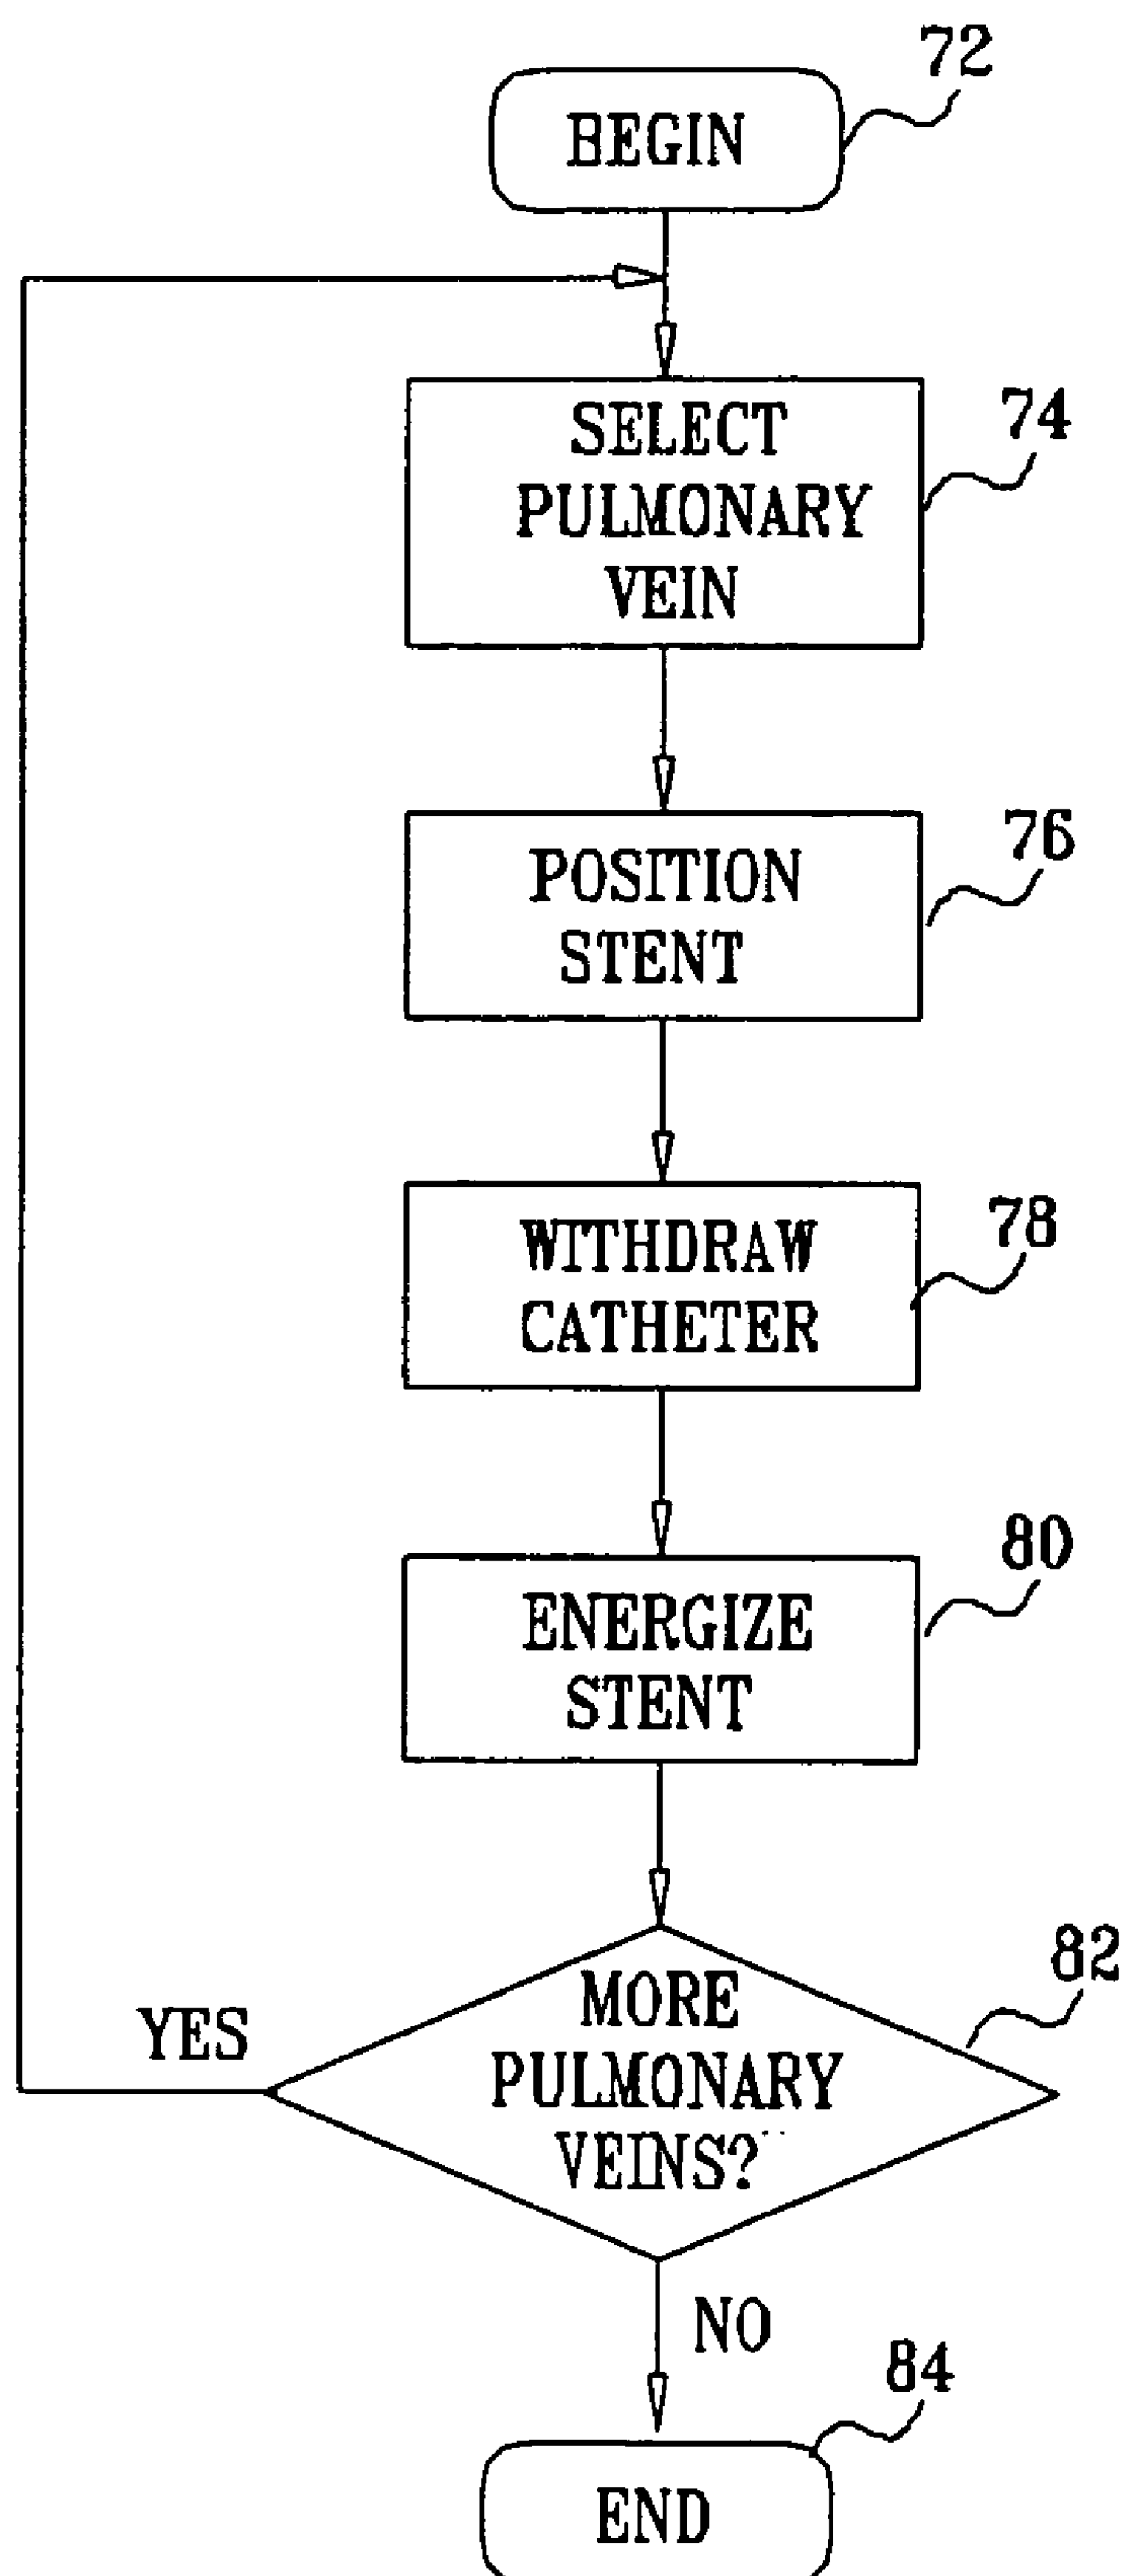 72
BEGIN
74
SELECT
PULMONARY
VEIN
76
POSITION
STENT
78
WITHDRAW
CATHETER
80
ENERGIZE
STENT
82
MORE
PULMONARY
VEINS?
YES
NO
84
END